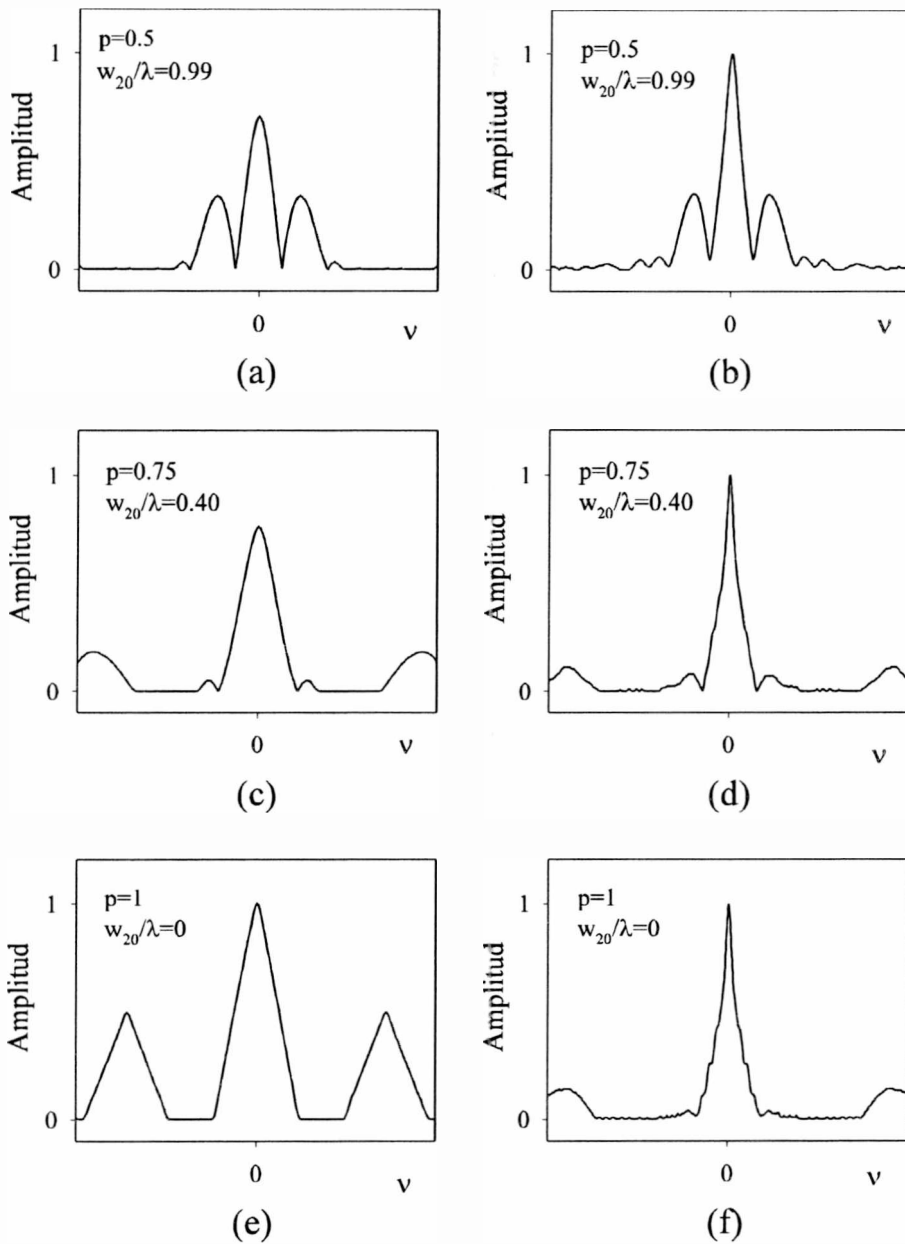 p=0.5
w₂₀/λ=0.99
1
0
Amplitud
0
ν
(a)
p=0.5
w₂₀/λ=0.99
1
0
Amplitud
0
ν
(b)
p=0.75
w₂₀/λ=0.40
1
0
Amplitud
0
ν
(c)
p=0.75
w₂₀/λ=0.40
1
0
Amplitud
0
ν
(d)
p=1
w₂₀/λ=0
1
0
Amplitud
0
ν
(e)
p=1
w₂₀/λ=0
1
0
Amplitud
0
ν
(f)